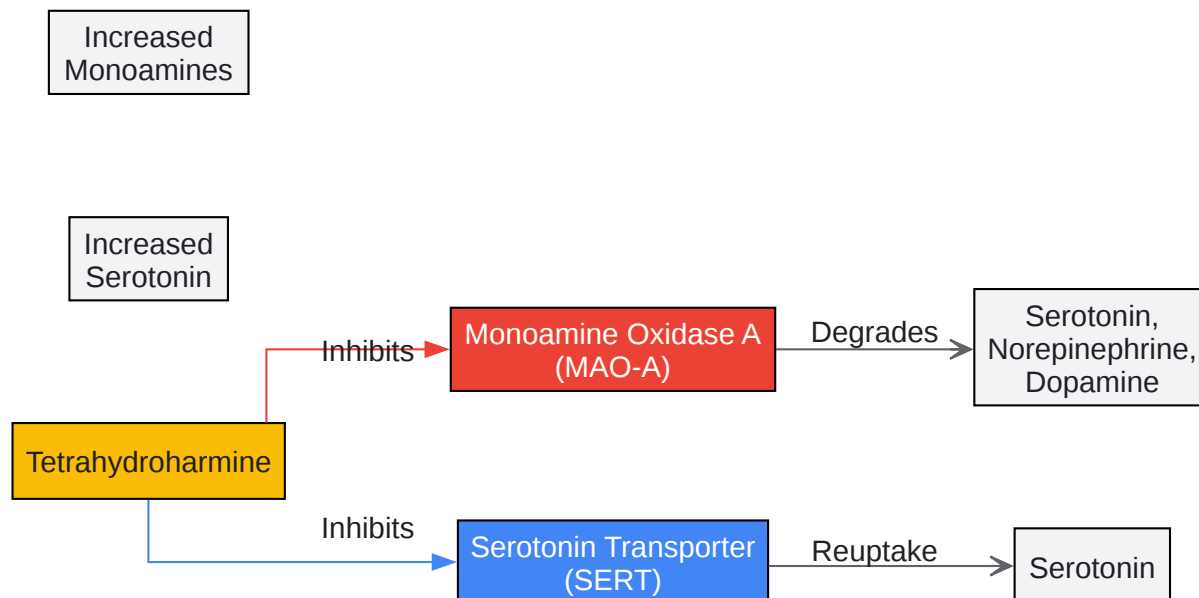 Increased
Monoamines
Increased
Serotonin
Inhibits
Monoamine Oxidase A
(MAO-A)
Degrades
Serotonin,
Norepinephrine,
Dopamine
Tetrahydroharmine
Inhibits
Serotonin Transporter
(SERT)
Reuptake
Serotonin